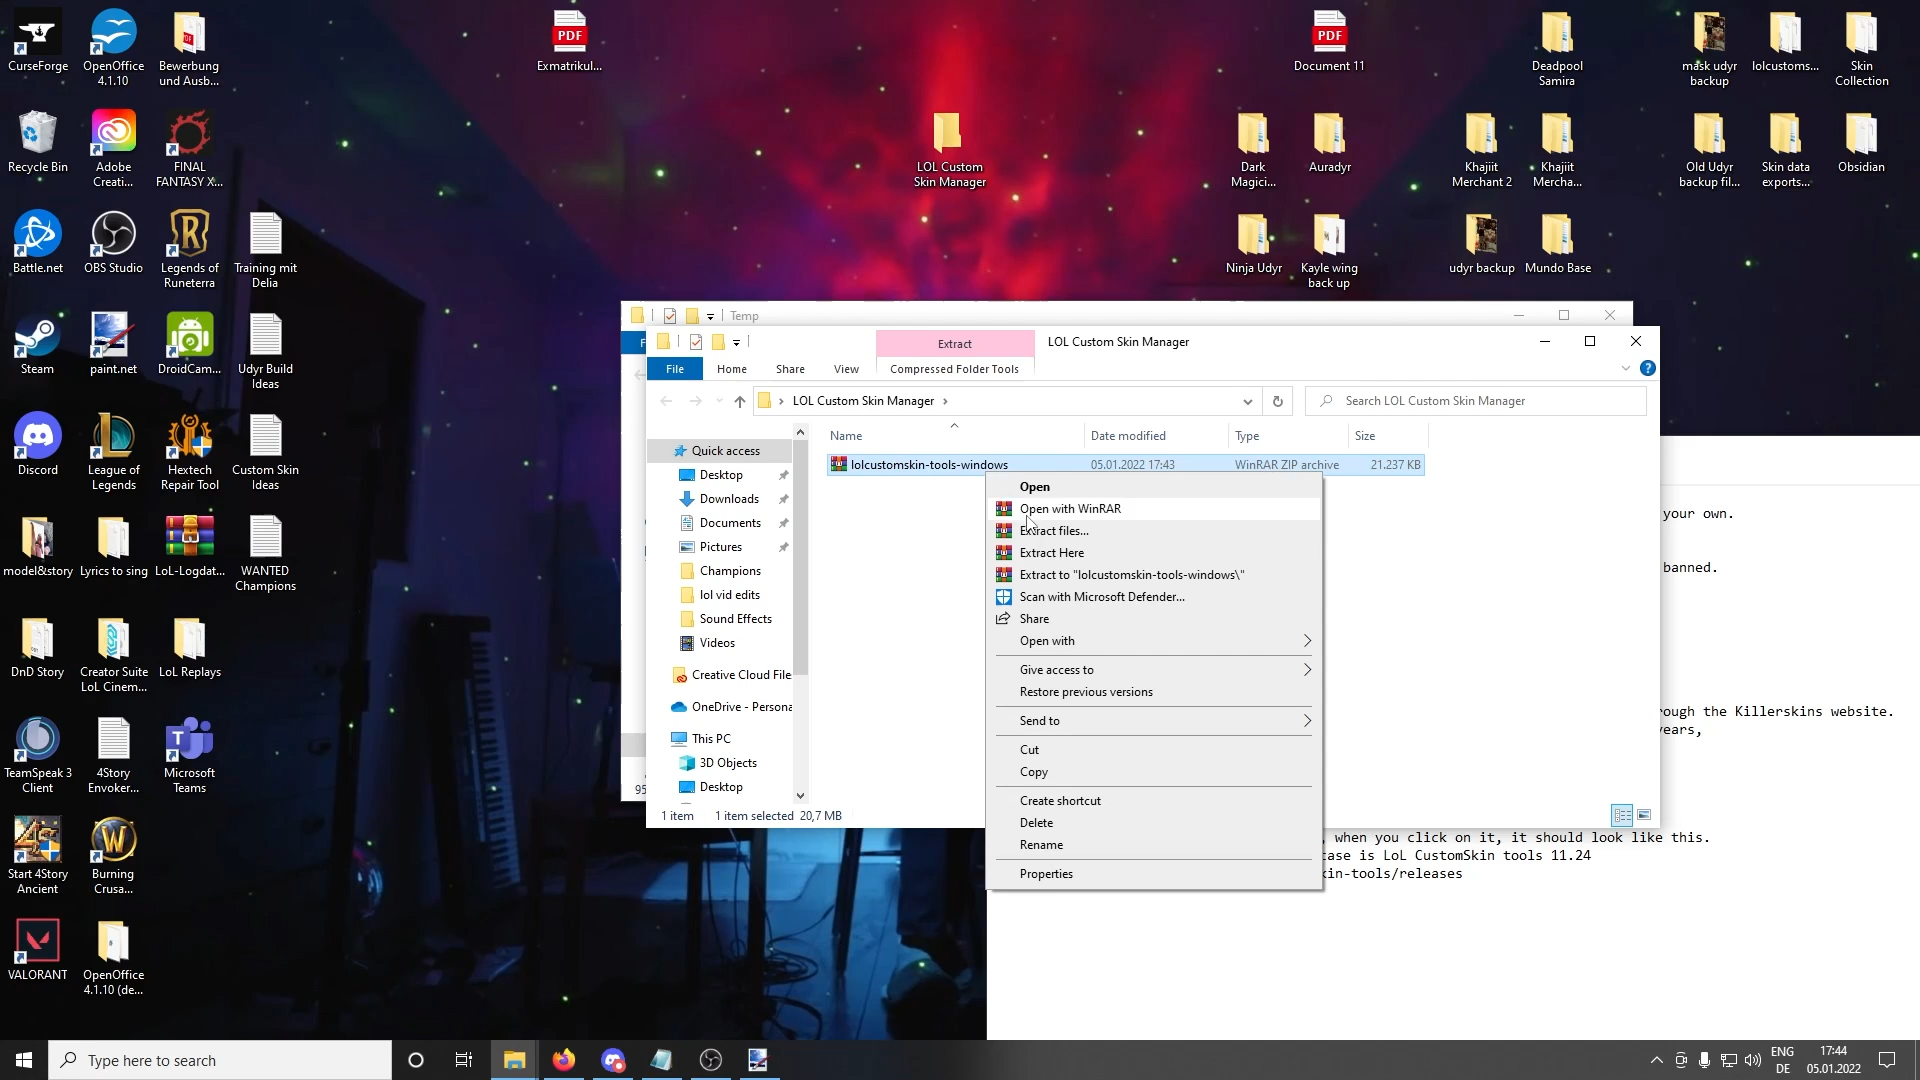 CurseForge
OpenOffice
4.1.10
Bewerbung
und Ausb...
PDF
Exmatrikul...
PDF
Document 11
Deadpool
Samira
mask udyr
backup
lolcustoms...
Skin
Collection
Recycle Bin
Adobe
Creati...
FINAL
FANTASY X...
LOL Custom
Skin Manager
Dark
Magici...
Auradyr
Khajiit
Merchant 2
Khajiit
Mercha...
Old Udyr
backup fil...
Skin data
exports...
Obsidian
Battle.net
OBS Studio
Legends of
Runeterra
Training mit
Delia
Ninja Udyr
Kayle wing
back up
udyr backup
Mundo Base
Steam
paint.net
DroidCam...
Udyr Build
Ideas
Discord
League of
Legends
Hextech
Repair Tool
Custom Skin
Ideas
model&story
Lyrics to sing
LoL-Logdat...
WANTED
Champions
DnD Story
Creator Suite
LoL Cinem...
LoL Replays
TeamSpeak 3
Client
4Story
Envoker...
Microsoft
Teams
Start 4Story
Ancient
Burning
Crusa...
VALORANT
OpenOffice
4.1.10 (de...
Temp
Extract
LOL Custom Skin Manager
File
Home
Share
View
Compressed Folder Tools
LOL Custom Skin Manager
Search LOL Custom Skin Manager
Name
Date modified
Type
Size
lolcustomskin-tools-windows
05.01.2022 17:43
WinRAR ZIP archive
21.237 KB
Quick access
Desktop
Downloads
Documents
Pictures
Champions
lol vid edits
Sound Effects
Videos
Creative Cloud File
OneDrive - Persona
This PC
3D Objects
Desktop
1 item
1 item selected 20,7 MB
95
Open
Open with WinRAR
Extract files...
Extract Here
Extract to "lolcustomskin-tools-windows\"
Scan with Microsoft Defender...
Share
Open with
Give access to
Restore previous versions
Send to
Cut
Copy
Create shortcut
Delete
Rename
Properties
your own.
banned.
rough the Killerskins website.
years,
, when you click on it, it should look like this.
case is LoL CustomSkin tools 11.24
kin-tools/releases
Type here to search
ENG
DE
17:44
05.01.2022